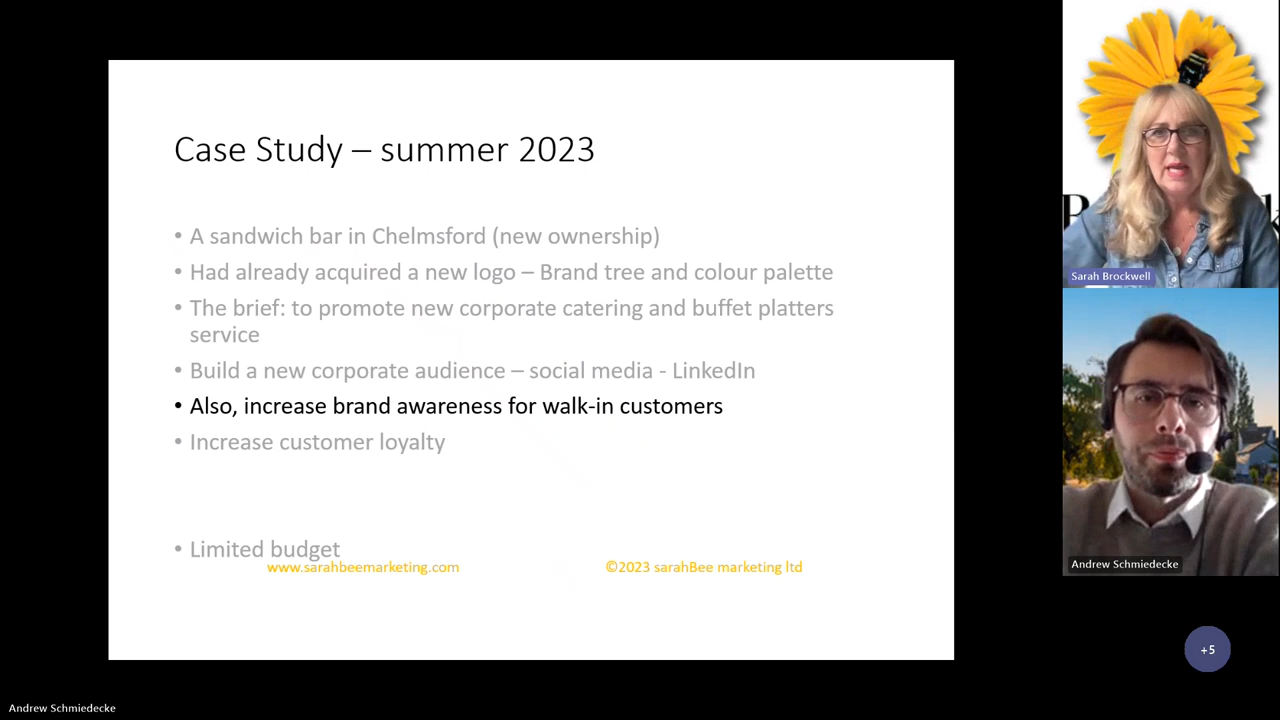 Case Study – summer 2023
• A sandwich bar in Chelmsford (new ownership)
• Had already acquired a new logo – Brand tree and colour palette
• The brief: to promote new corporate catering and buffet platters
service
• Build a new corporate audience – social media - LinkedIn
• Also, increase brand awareness for walk-in customers
• Increase customer loyalty
• Limited budget
www.sarahbeemarketing.com
©2023 sarahBee marketing ltd
Sarah Brockwell
Andrew Schmiedecke
+5
Andrew Schmiedecke